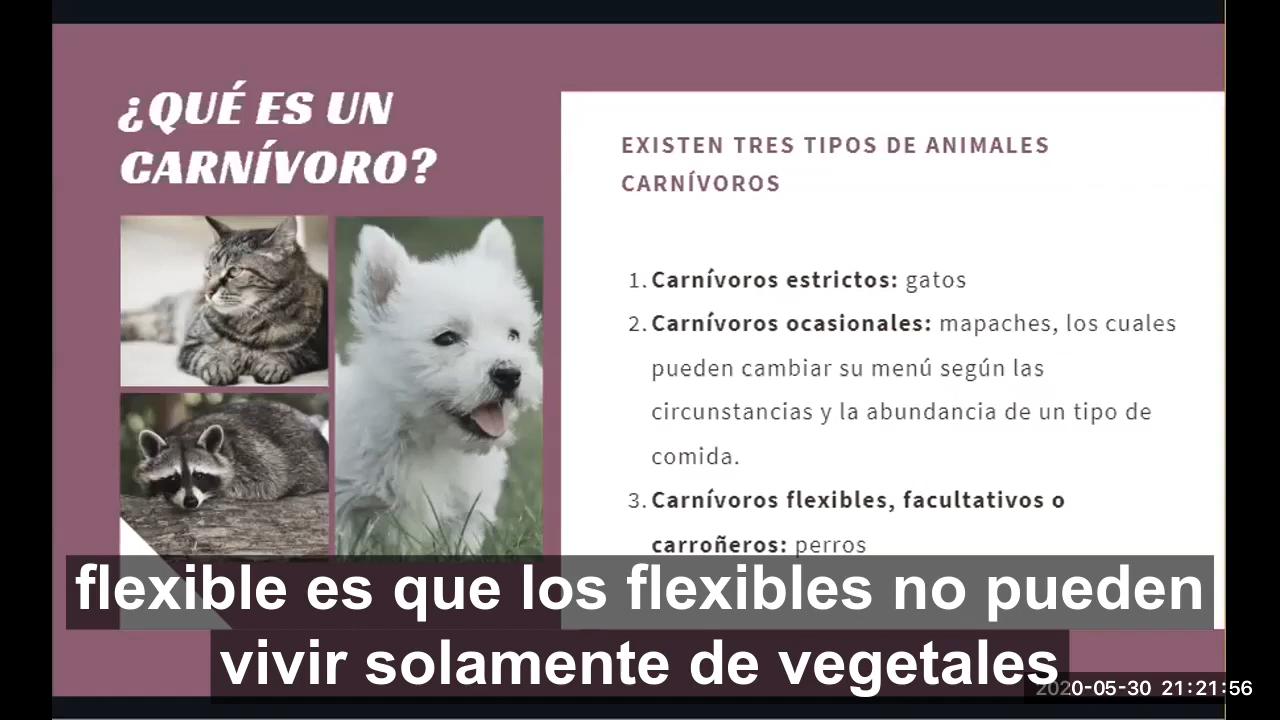 ¿QUÉ ES UN
CARNÍVORO?
EXISTEN TRES TIPOS DE ANIMALES
CARNÍVOROS
1. Carnívoros estrictos: gatos
2. Carnívoros ocasionales: mapaches, los cuales
pueden cambiar su menú según las
circunstancias y la abundancia de un tipo de
comida.
3. Carnívoros flexibles, facultativos o
carroñeros: perros
flexible es que los flexibles no pueden
vivir solamente de vegetales
2020-05-30 21:21:56